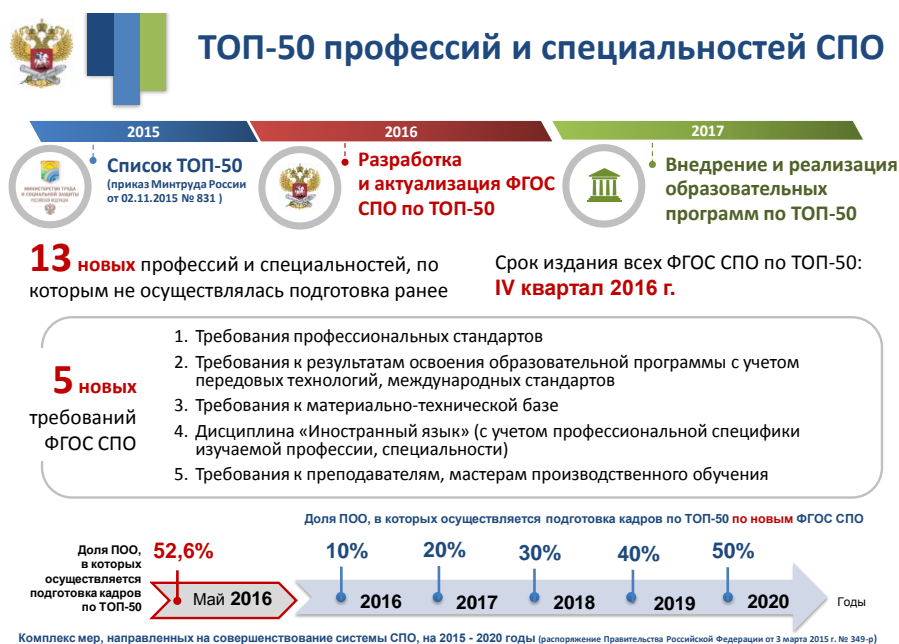 ТОП-50 профессий и специальностей СПО
2015
2016
2017
МИНИСТЕРСТВО ТРУДА
И СОЦИАЛЬНОЙ ЗАЩИТЫ
РОССИЙСКОЙ ФЕДЕРАЦИИ
Список ТОП-50
(приказ Минтруда России
от 02.11.2015 № 831 )
Разработка
и актуализация ФГОС
СПО по ТОП-50
Внедрение и реализация
образовательных
программ по ТОП-50
13 новых профессий и специальностей, по
которым не осуществлялась подготовка ранее
Срок издания всех ФГОС СПО по ТОП-50:
IV квартал 2016 г.
5 новых
требований
ФГОС СПО
1. Требования профессиональных стандартов
2. Требования к результатам освоения образовательной программы с учетом
передовых технологий, международных стандартов
3. Требования к материально-технической базе
4. Дисциплина «Иностранный язык» (с учетом профессиональной специфики
изучаемой профессии, специальности)
5. Требования к преподавателям, мастерам производственного обучения
Доля ПОО, в которых осуществляется подготовка кадров по ТОП-50 по новым ФГОС СПО
Доля ПОО,
в которых
осуществляется
подготовка кадров
по ТОП-50
52,6%
10%
20%
30%
40%
50%
Май 2016
2016
2017
2018
2019
2020
Годы
Комплекс мер, направленных на совершенствование системы СПО, на 2015 - 2020 годы (распоряжение Правительства Российской Федерации от 3 марта 2015 г. № 349-р)